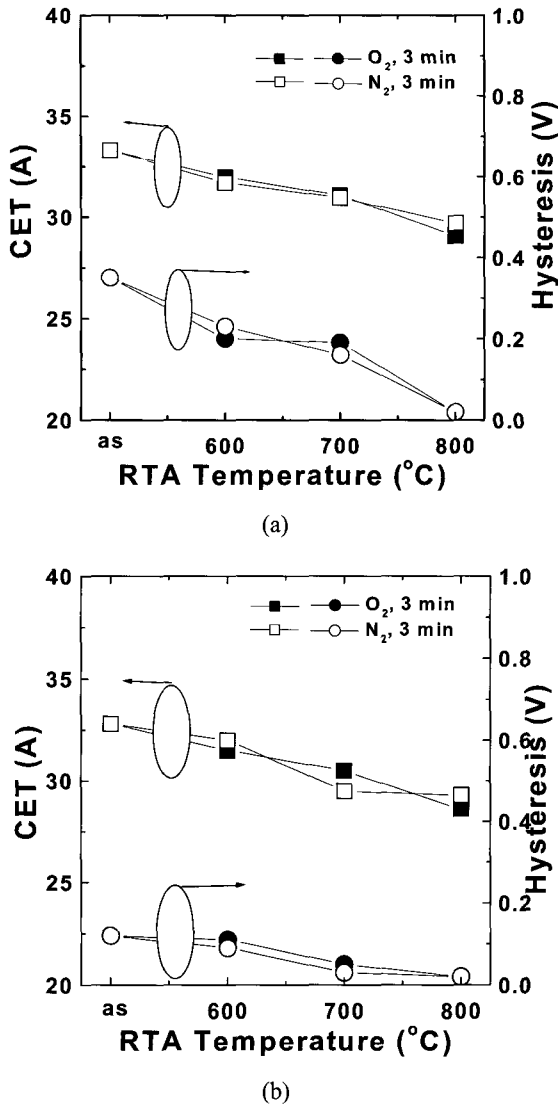 40
35
30
25
20
CET (A)
1.0
0.8
0.6
0.4
0.2
0.0
Hysteresis (V)
O₂, 3 min
N₂, 3 min
as
600
700
800
RTA Temperature (°C)
(a)
40
35
30
25
20
CET (A)
1.0
0.8
0.6
0.4
0.2
0.0
Hysteresis (V)
O₂, 3 min
N₂, 3 min
as
600
700
800
RTA Temperature (°C)
(b)